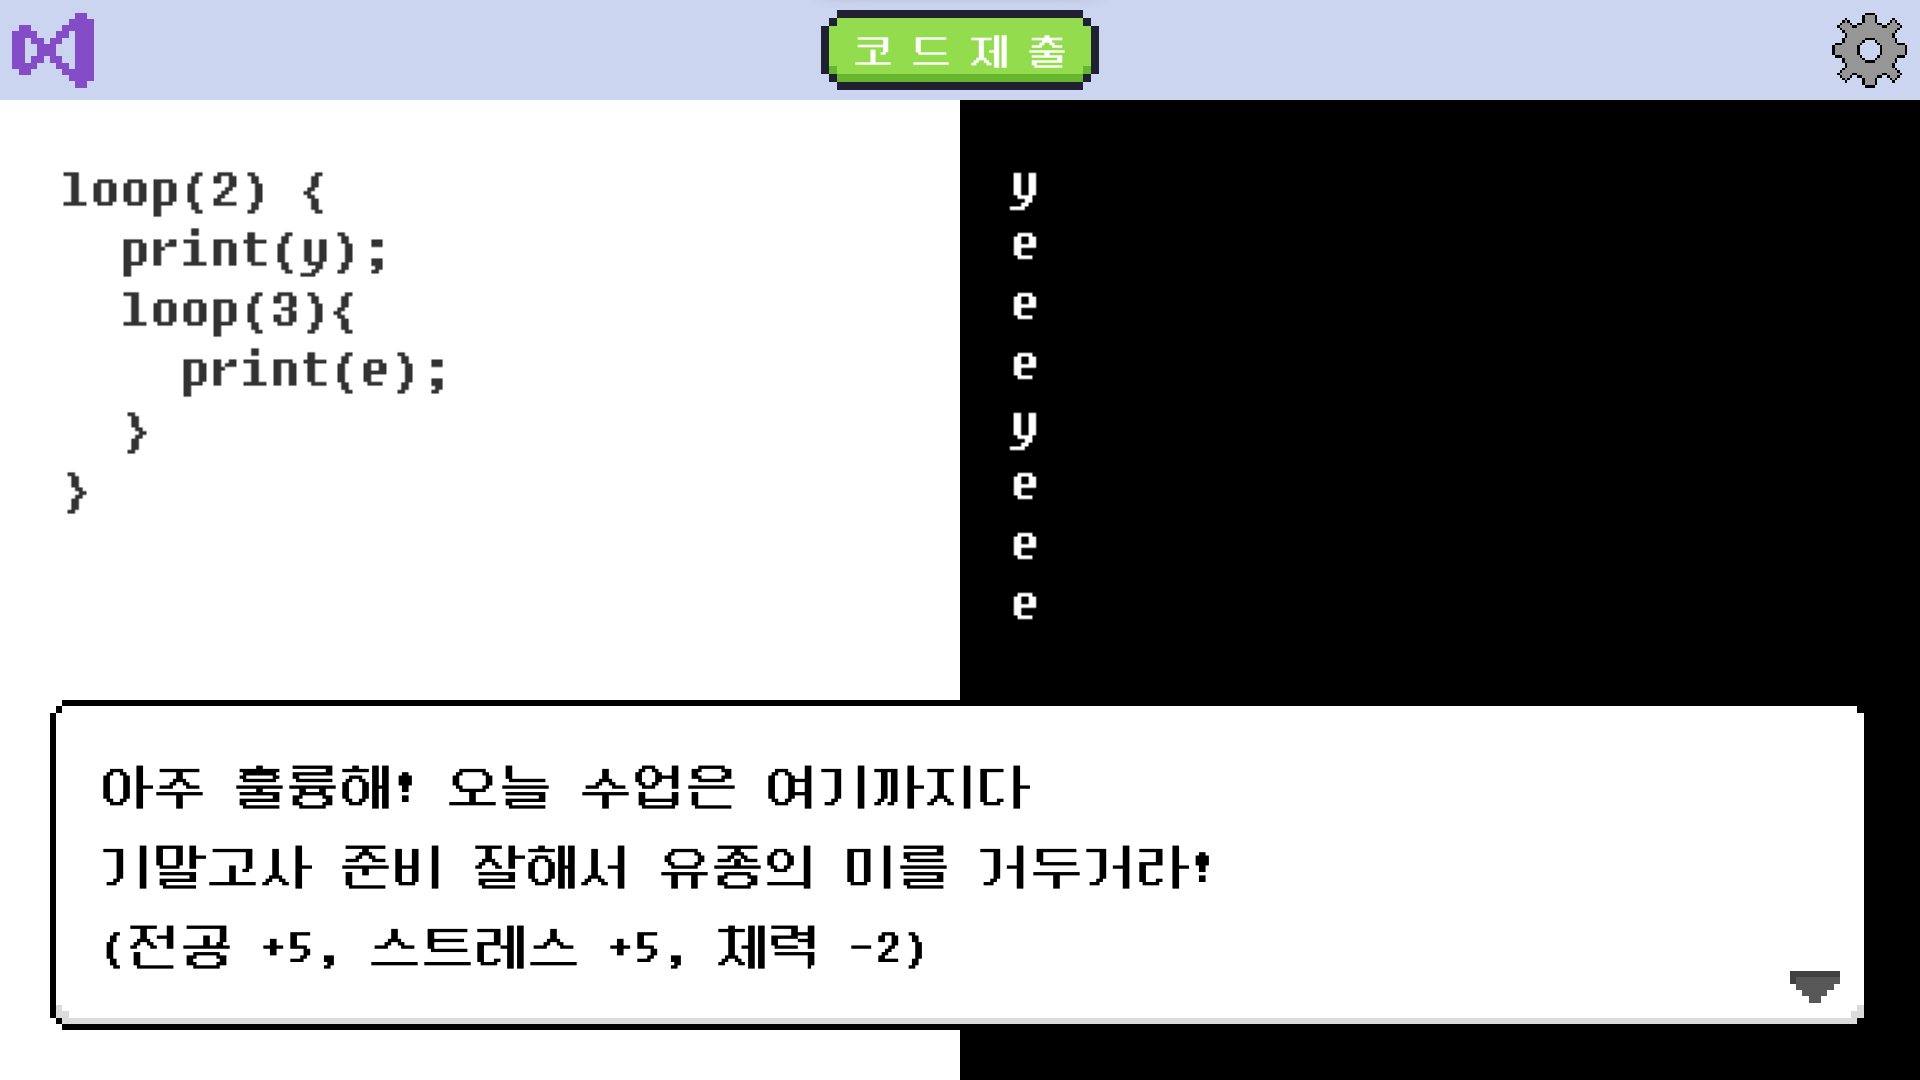 코드제출
loop(2) {
print(y);
loop(3){
print(e);
}
}
y
e
e
e
y
e
e
e
아주 훌륭해! 오늘 수업은 여기까지다
기말고사 준비 잘해서 유종의 미를 거두거라!
(전공 +5, 스트레스 +5, 체력 -2)